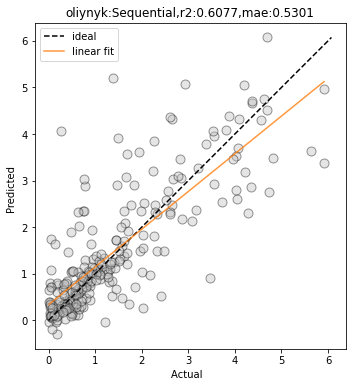 oliynyk:Sequential,r2:0.6077,mae:0.5301
ideal
linear fit
Predicted
6
5
4
3
2
1
0
0 1 2 3 4 5 6
Actual